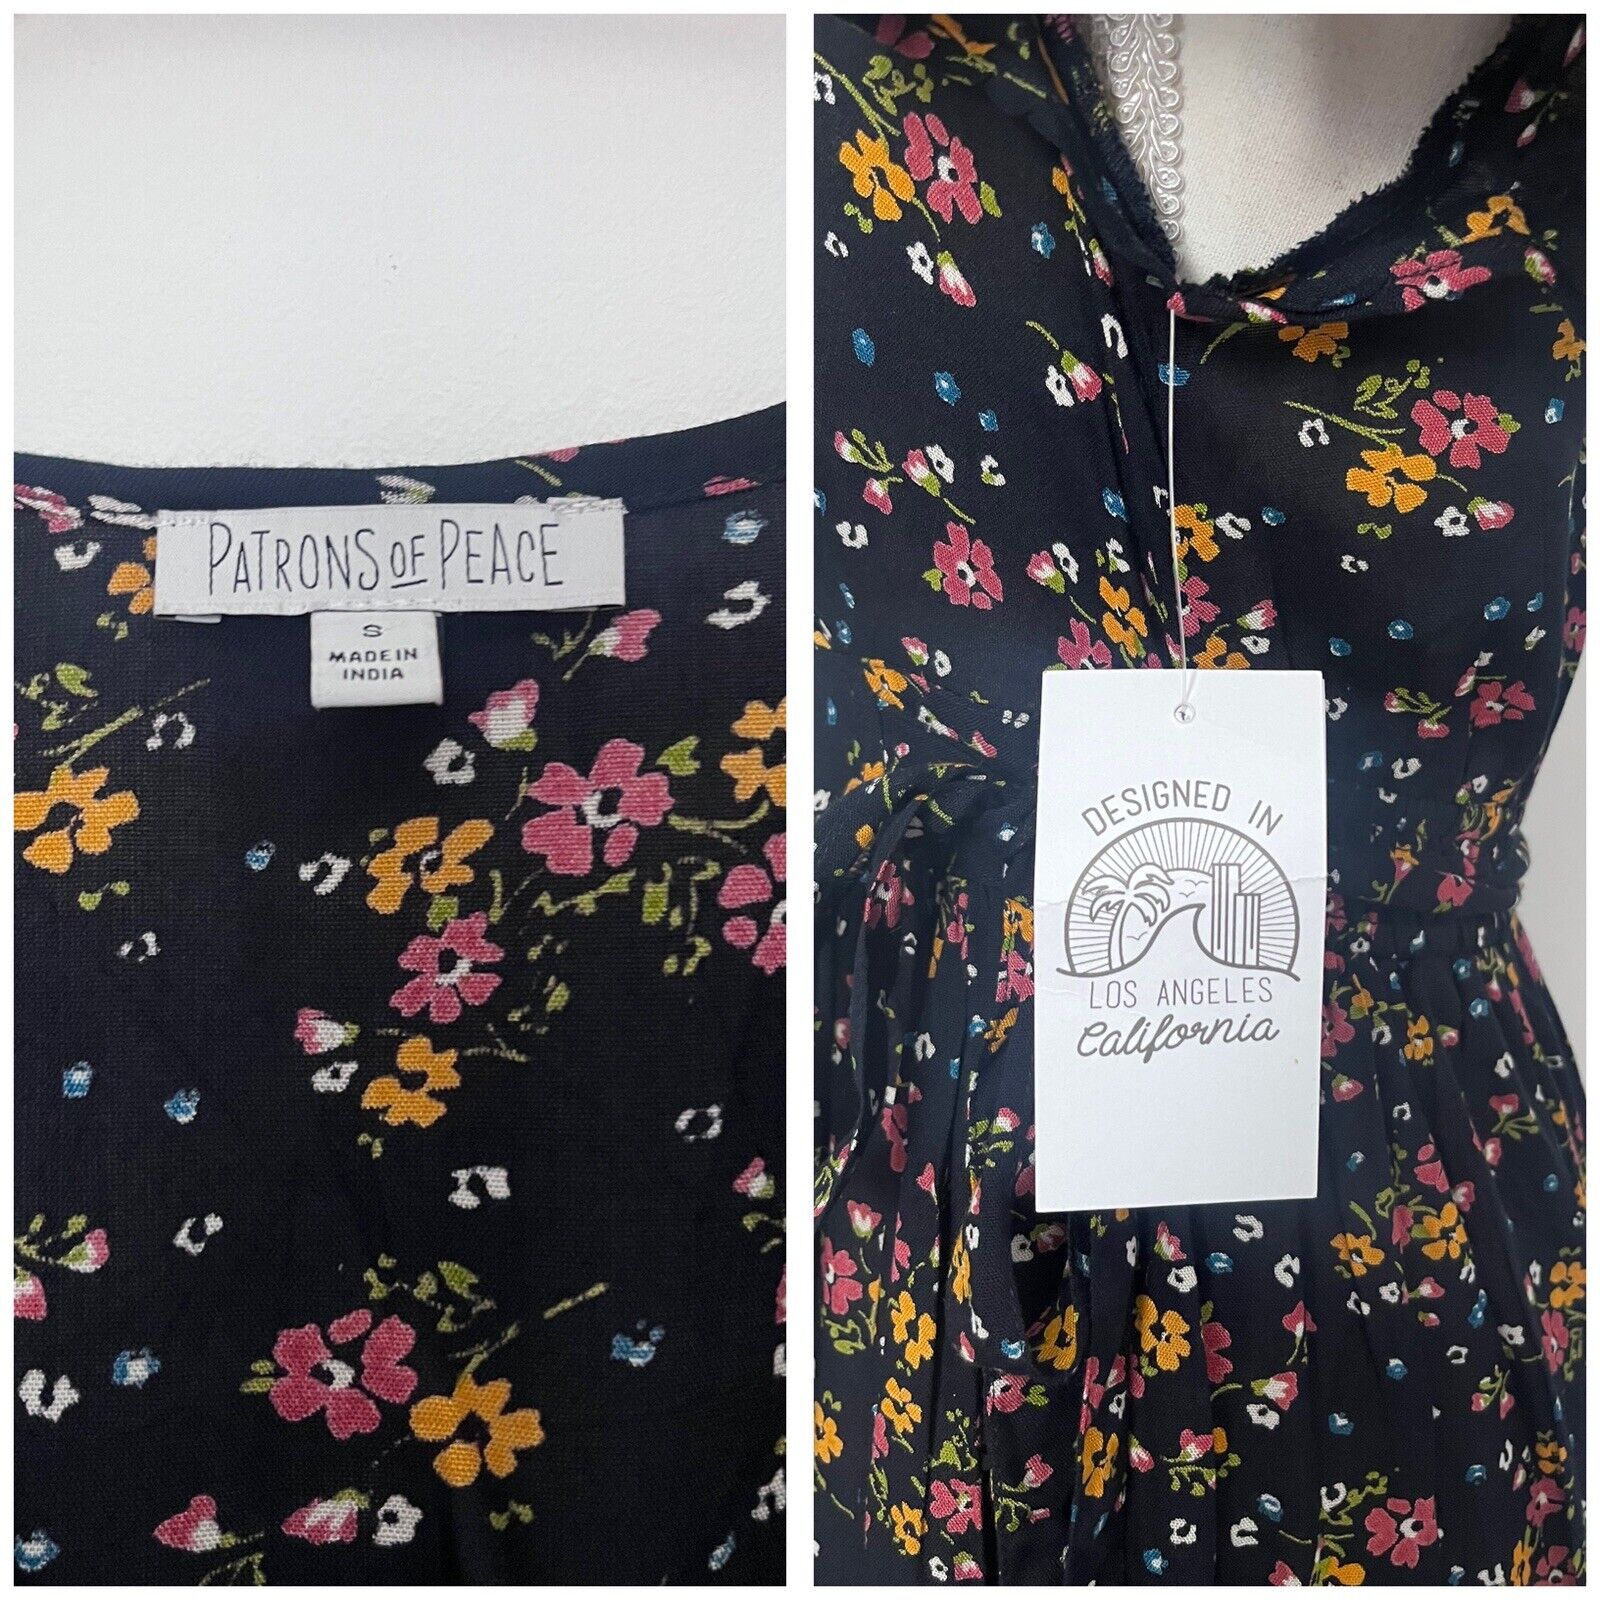 PATRONS OF PEACE
S
MADE IN
INDIA
DESIGNED IN
LOS ANGELES
California